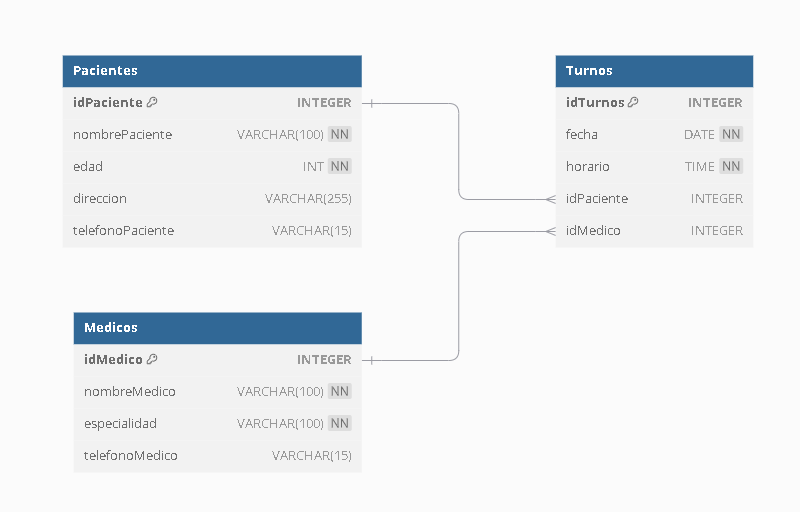 Pacientes
idPaciente INTEGER
nombrePaciente VARCHAR(100) NN
edad INT NN
direccion VARCHAR(255)
telefonoPaciente VARCHAR(15)
Turnos
idTurnos INTEGER
fecha DATE NN
horario TIME NN
idPaciente INTEGER
idMedico INTEGER
Medicos
idMedico INTEGER
nombreMedico VARCHAR(100) NN
especialidad VARCHAR(100) NN
telefonoMedico VARCHAR(15)